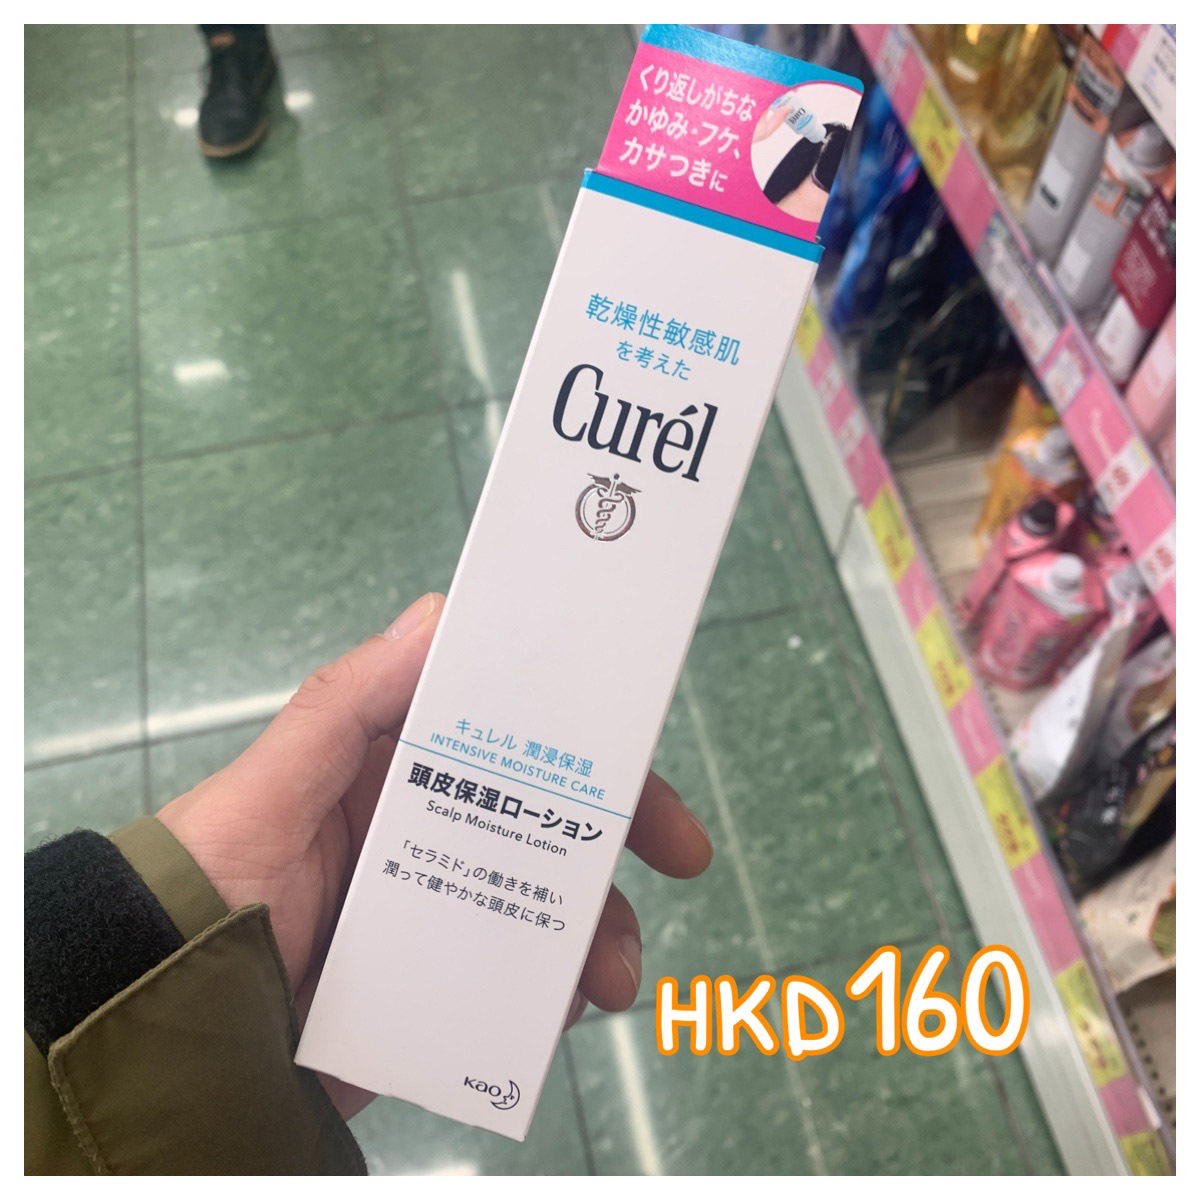 くり返しがちな
かゆみ・フケ、
カサつきに
乾燥性敏感肌
を考えた
Curél
キュレル 潤浸保湿
INTENSIVE MOISTURE CARE
頭皮保湿ローション
Scalp Moisture Lotion
「セラミド」の働きを補い
潤って健やかな頭皮に保つ
Kao
HKD160